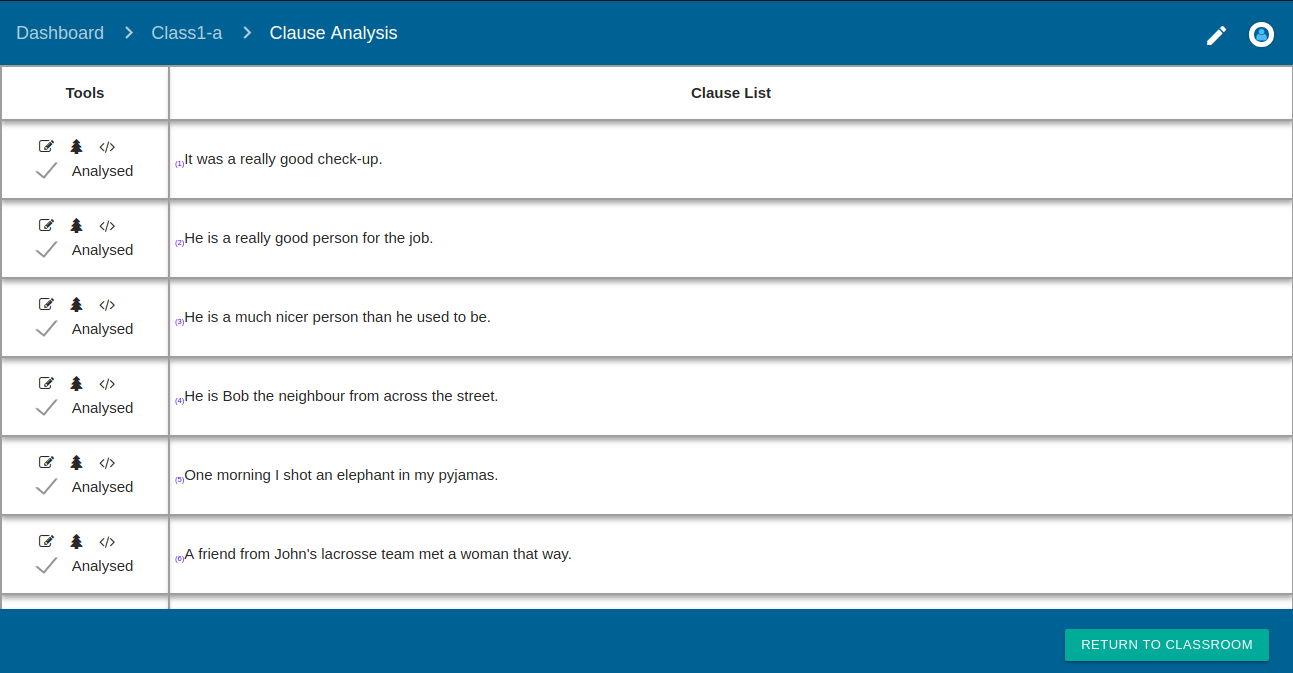 Dashboard > Class1-a > Clause Analysis
Tools Clause List
</>
Analysed
(1)It was a really good check-up.
</>
Analysed
(2)He is a really good person for the job.
</>
Analysed
(3)He is a much nicer person than he used to be.
</>
Analysed
(4)He is Bob the neighbour from across the street.
</>
Analysed
(5)One morning I shot an elephant in my pyjamas.
</>
Analysed
(6)A friend from John's lacrosse team met a woman that way.
RETURN TO CLASSROOM